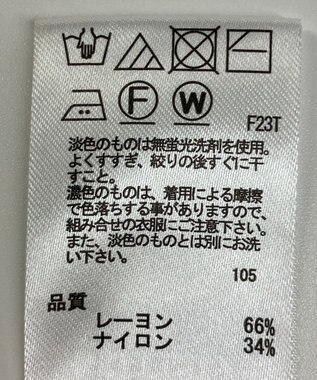 F W
F23T
淡色のものは無蛍光洗剤を使用。
よくすすぎ、絞りの後すぐに干
すこと。
濃色のものは、着用による摩擦
で色落ちする事がありますので、
組み合せの衣服にご注意下さい。
また、淡色のものとは別にお洗
い下さい。
105
品質
レーヨン 66%
ナイロン 34%